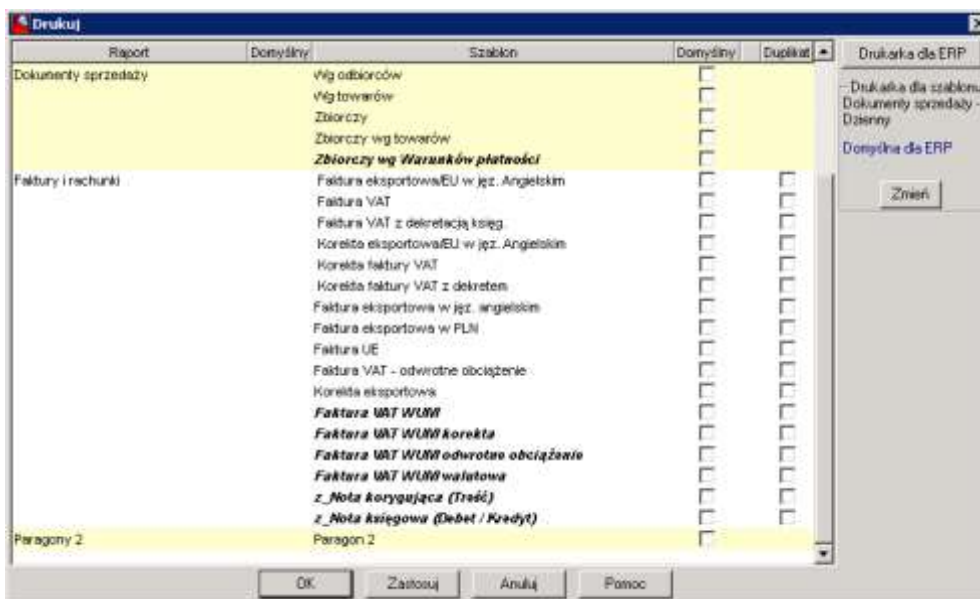 Drukuj
Raport Domyślny Szablon Domyślny Duplikat
Drukarka dla ERP
Dokumenty sprzedaży Wg odbiorców
Wg towarów
Zbiorczy
Zbiorczy wg towarów
Zbiorczy wg Warunków płatności
Faktury i rachunki Faktura eksportowa/EU w jęz. Angielskim
Faktura VAT
Faktura VAT z dekretacją księg.
Korekta eksportowa/EU w jęz. Angielskim
Korekta faktury VAT
Korekta faktury VAT z dekretem
Faktura eksportowa w jęz. angielskim
Faktura eksportowa w PLN
Faktura UE
Faktura VAT - odwrotne obciążenie
Korekta eksportowa
Faktura VAT WUM
Faktura VAT WUM korekta
Faktura VAT WUM odwrotne obciążenie
Faktura VAT WUM walutowa
z_Nota korygująca (Treść)
z_Nota księgowa (Debet / Kredyt)
Paragony 2 Paragon 2
Drukarka dla szablonu
Dokumenty sprzedaży -
Dzienny
Domyślna dla ERP
Zmień
OK Zastosuj Anuluj Pomoc